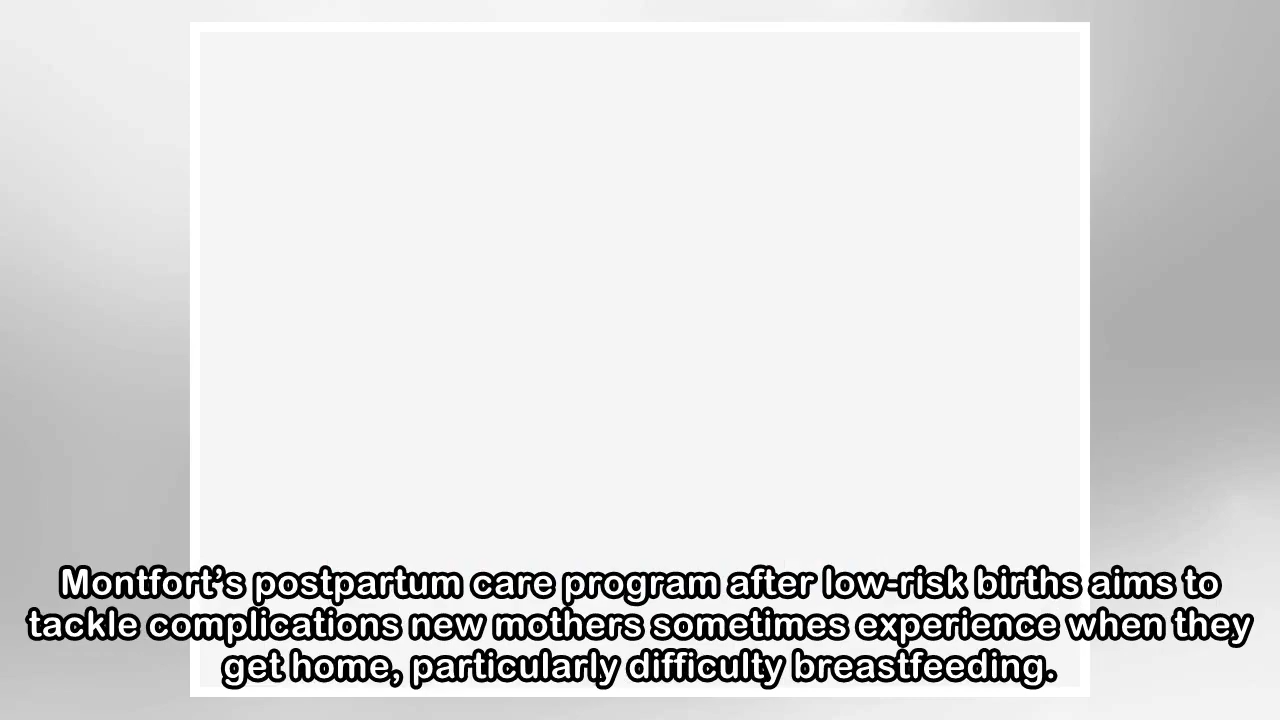 Montfort’s postpartum care program after low-risk births aims to
tackle complications new mothers sometimes experience when they
get home, particularly difficulty breastfeeding.